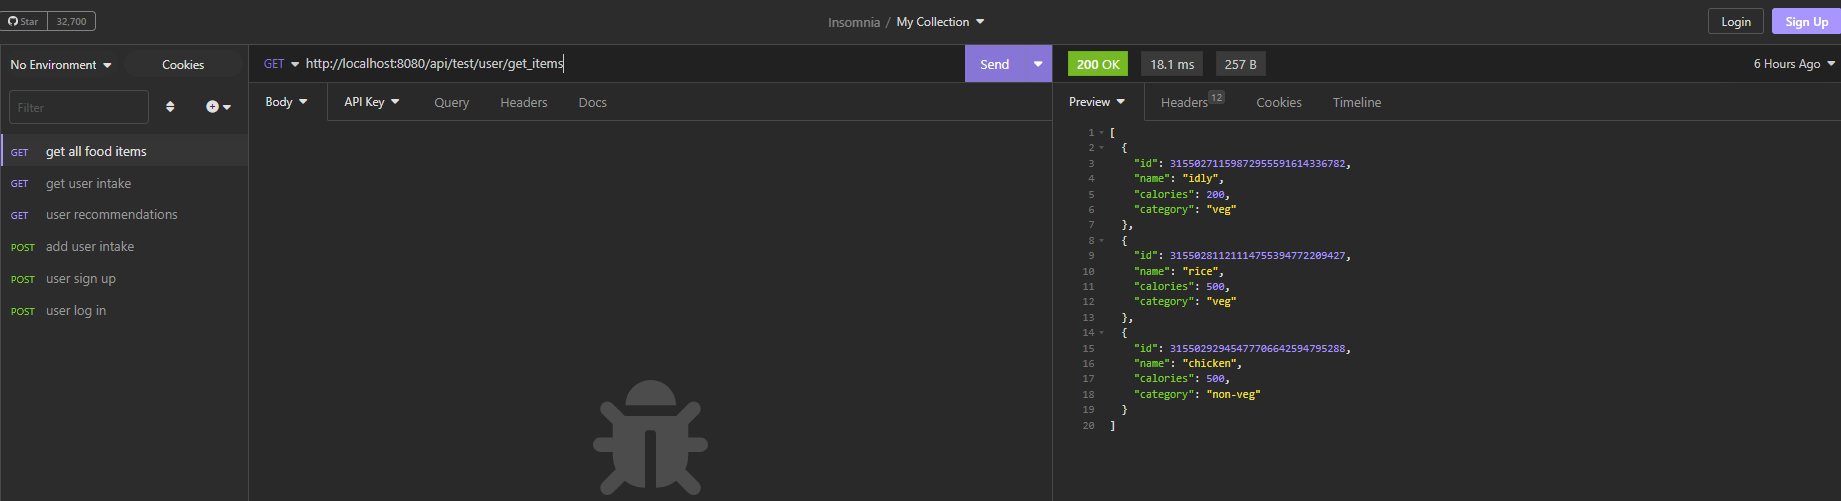 Star 32,700
Insomnia / My Collection
Login
Sign Up
No Environment
Cookies
GET http://localhost:8080/api/test/user/get_items
Send
200 OK
18.1 ms
257 B
6 Hours Ago
Filter
Body
API Key
Query
Headers
Docs
Preview
Headers 12
Cookies
Timeline
GET get all food items
GET get user intake
GET user recommendations
POST add user intake
POST user sign up
POST user log in
1 [
2 {
3 "id": 31550271159872955591614336782,
4 "name": "idly",
5 "calories": 200,
6 "category": "veg"
7 },
8 {
9 "id": 31550281121114755394772209427,
10 "name": "rice",
11 "calories": 500,
12 "category": "veg"
13 },
14 {
15 "id": 31550292945477706642594795288,
16 "name": "chicken",
17 "calories": 500,
18 "category": "non-veg"
19 }
20 ]